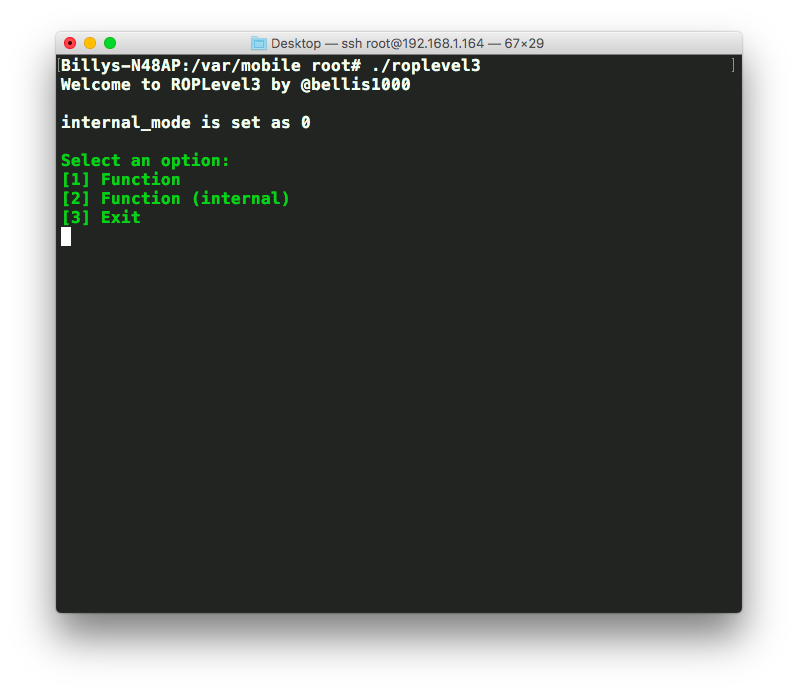 Desktop — ssh root@192.168.1.164 — 67×29
[Billys-N48AP:/var/mobile root# ./roplevel3 ]
Welcome to ROPLevel3 by @bellis1000
internal_mode is set as 0
Select an option:
[1] Function
[2] Function (internal)
[3] Exit